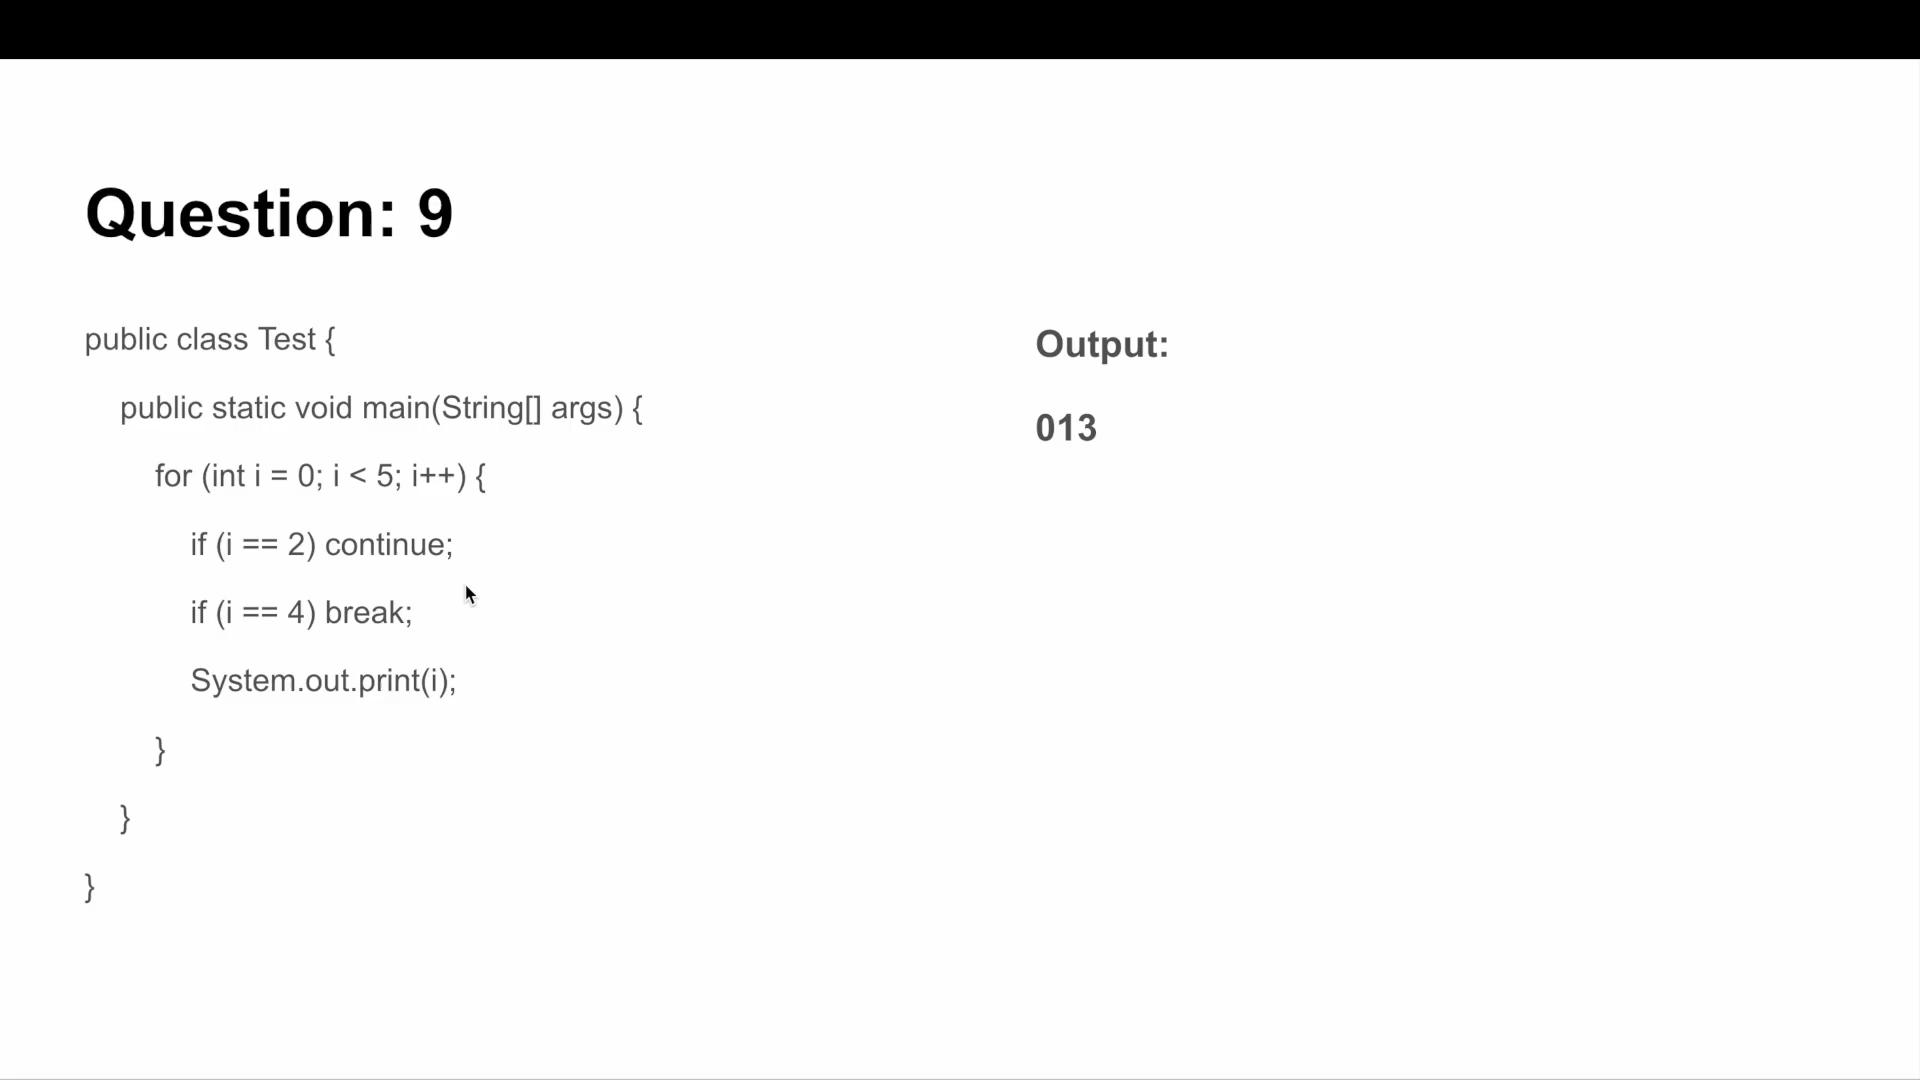 Question: 9
public class Test {
public static void main(String[] args) {
for (int i = 0; i < 5; i++) {
if (i == 2) continue;
if (i == 4) break;
System.out.print(i);
}
}
}
Output:
013